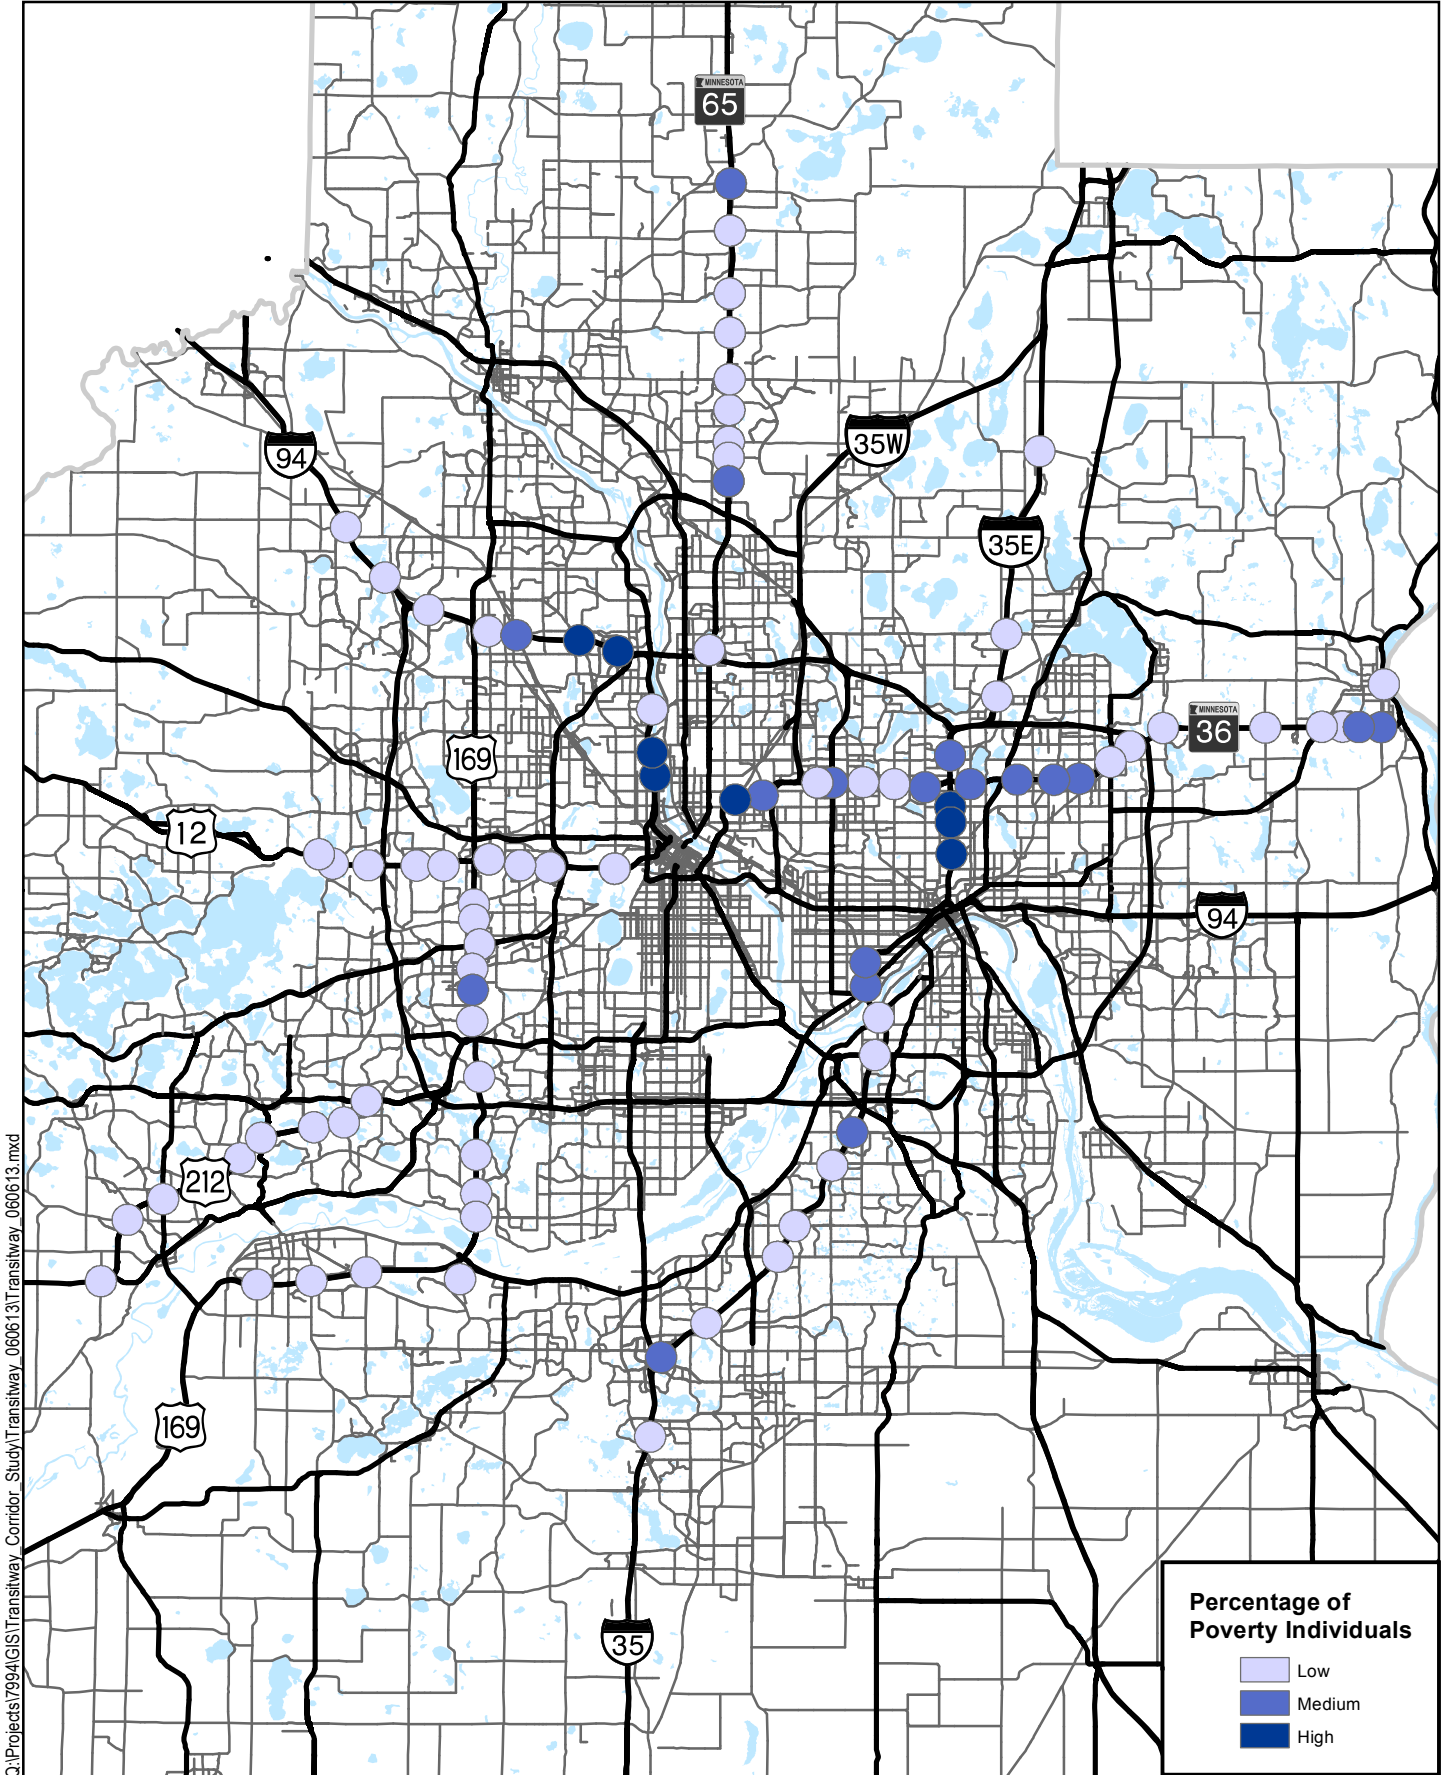 MINNESOTA
65
35W
94
35E
MINNESOTA
36
169
12
94
212
169
35
Q:\Projects\7994\GIS\Transitway_Corridor_Study\Transitway_060613\Transitway_060613.mxd
Percentage of
Poverty Individuals
Low
Medium
High